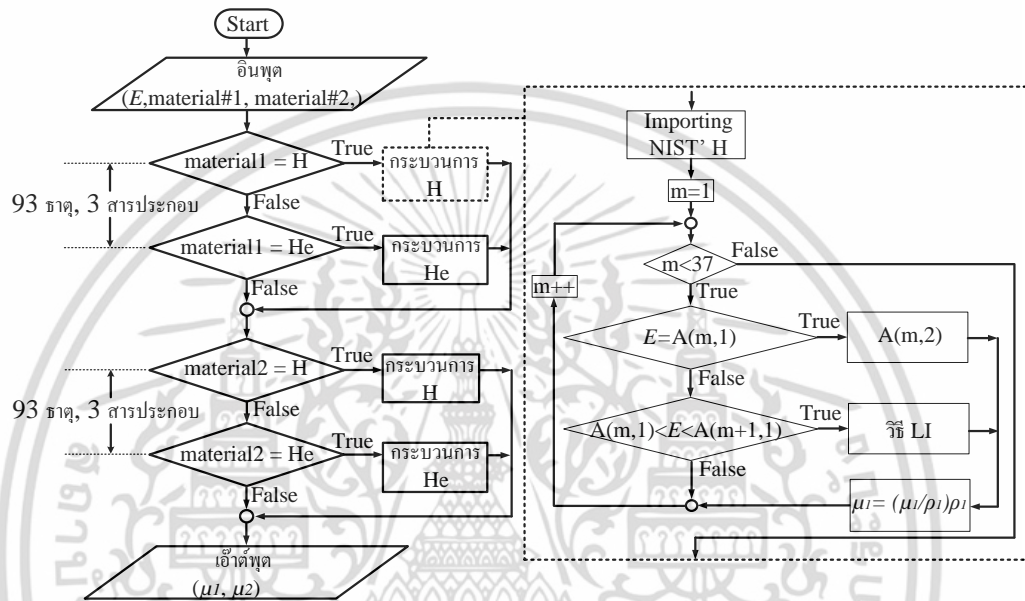 Start
อินพุต
(E,material#1, material#2,)
material1 = H
True
กระบวนการ
H
False
93 ธาตุ, 3 สารประกอบ
material1 = He
True
กระบวนการ
He
False
material2 = H
True
กระบวนการ
H
False
93 ธาตุ, 3 สารประกอบ
material2 = He
True
กระบวนการ
He
False
เอ๊าต์พุต
(μ1, μ2)
Importing
NIST' H
m=1
m<37
False
m++
True
E=A(m,1)
True
A(m,2)
False
A(m,1)<E<A(m+1,1)
True
วิธี LI
False
μ1= (μ1/ρ1)ρ1